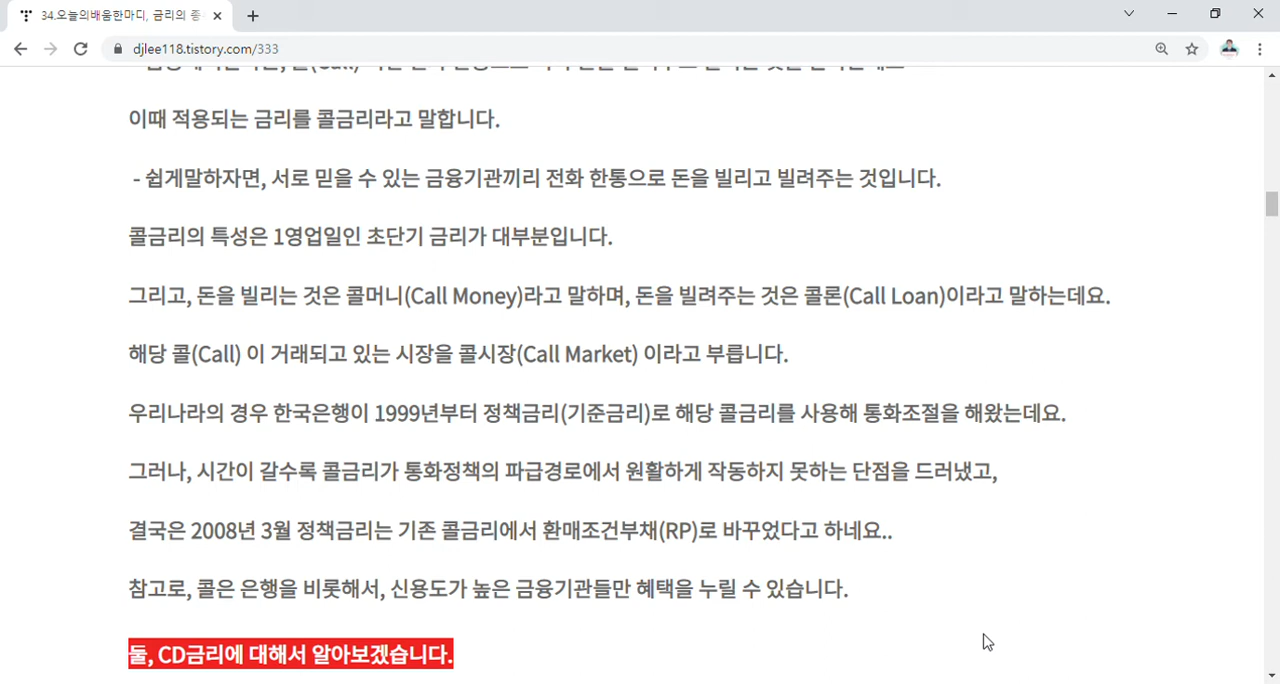 34.오늘의배움한마디, 금리의 종
djlee118.tistory.com/333
이때 적용되는 금리를 콜금리라고 말합니다.
- 쉽게말하자면, 서로 믿을 수 있는 금융기관끼리 전화 한통으로 돈을 빌리고 빌려주는 것입니다.
콜금리의 특성은 1영업일인 초단기 금리가 대부분입니다.
그리고, 돈을 빌리는 것은 콜머니(Call Money)라고 말하며, 돈을 빌려주는 것은 콜론(Call Loan)이라고 말하는데요.
해당 콜(Call) 이 거래되고 있는 시장을 콜시장(Call Market) 이라고 부릅니다.
우리나라의 경우 한국은행이 1999년부터 정책금리(기준금리)로 해당 콜금리를 사용해 통화조절을 해왔는데요.
그러나, 시간이 갈수록 콜금리가 통화정책의 파급경로에서 원활하게 작동하지 못하는 단점을 드러냈고,
결국은 2008년 3월 정책금리는 기존 콜금리에서 환매조건부채(RP)로 바꾸었다고 하네요..
참고로, 콜은 은행을 비롯해서, 신용도가 높은 금융기관들만 혜택을 누릴 수 있습니다.
둘, CD금리에 대해서 알아보겠습니다.